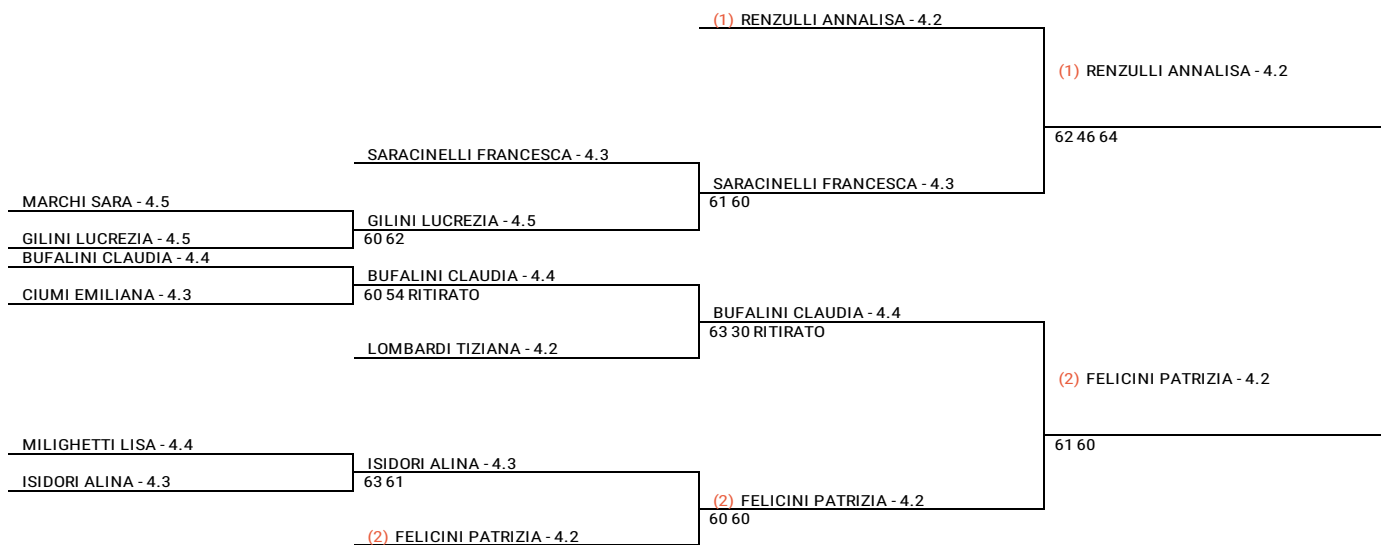 (1) RENZULLI ANNALISA - 4.2
(1) RENZULLI ANNALISA - 4.2
62 46 64
SARACINELLI FRANCESCA - 4.3
SARACINELLI FRANCESCA - 4.3
61 60
MARCHI SARA - 4.5
GILINI LUCREZIA - 4.5
60 62
GILINI LUCREZIA - 4.5
BUFALINI CLAUDIA - 4.4
BUFALINI CLAUDIA - 4.4
60 54 RITIRATO
CIUMI EMILIANA - 4.3
BUFALINI CLAUDIA - 4.4
63 30 RITIRATO
LOMBARDI TIZIANA - 4.2
(2) FELICINI PATRIZIA - 4.2
61 60
MILIGHETTI LISA - 4.4
ISIDORI ALINA - 4.3
63 61
ISIDORI ALINA - 4.3
(2) FELICINI PATRIZIA - 4.2
60 60
(2) FELICINI PATRIZIA - 4.2